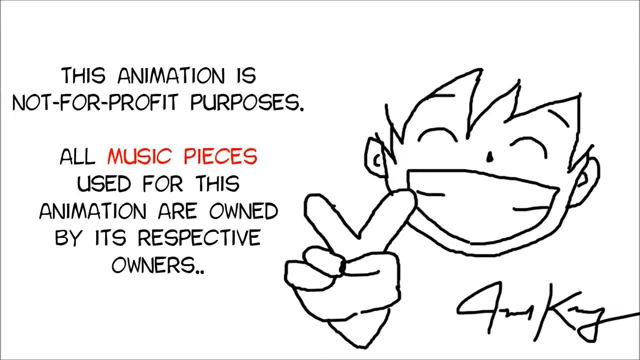 THIS ANIMATION IS
NOT-FOR-PROFIT PURPOSES.
ALL MUSIC PIECES
USED FOR THIS
ANIMATION ARE OWNED
BY ITS RESPECTIVE
OWNERS..